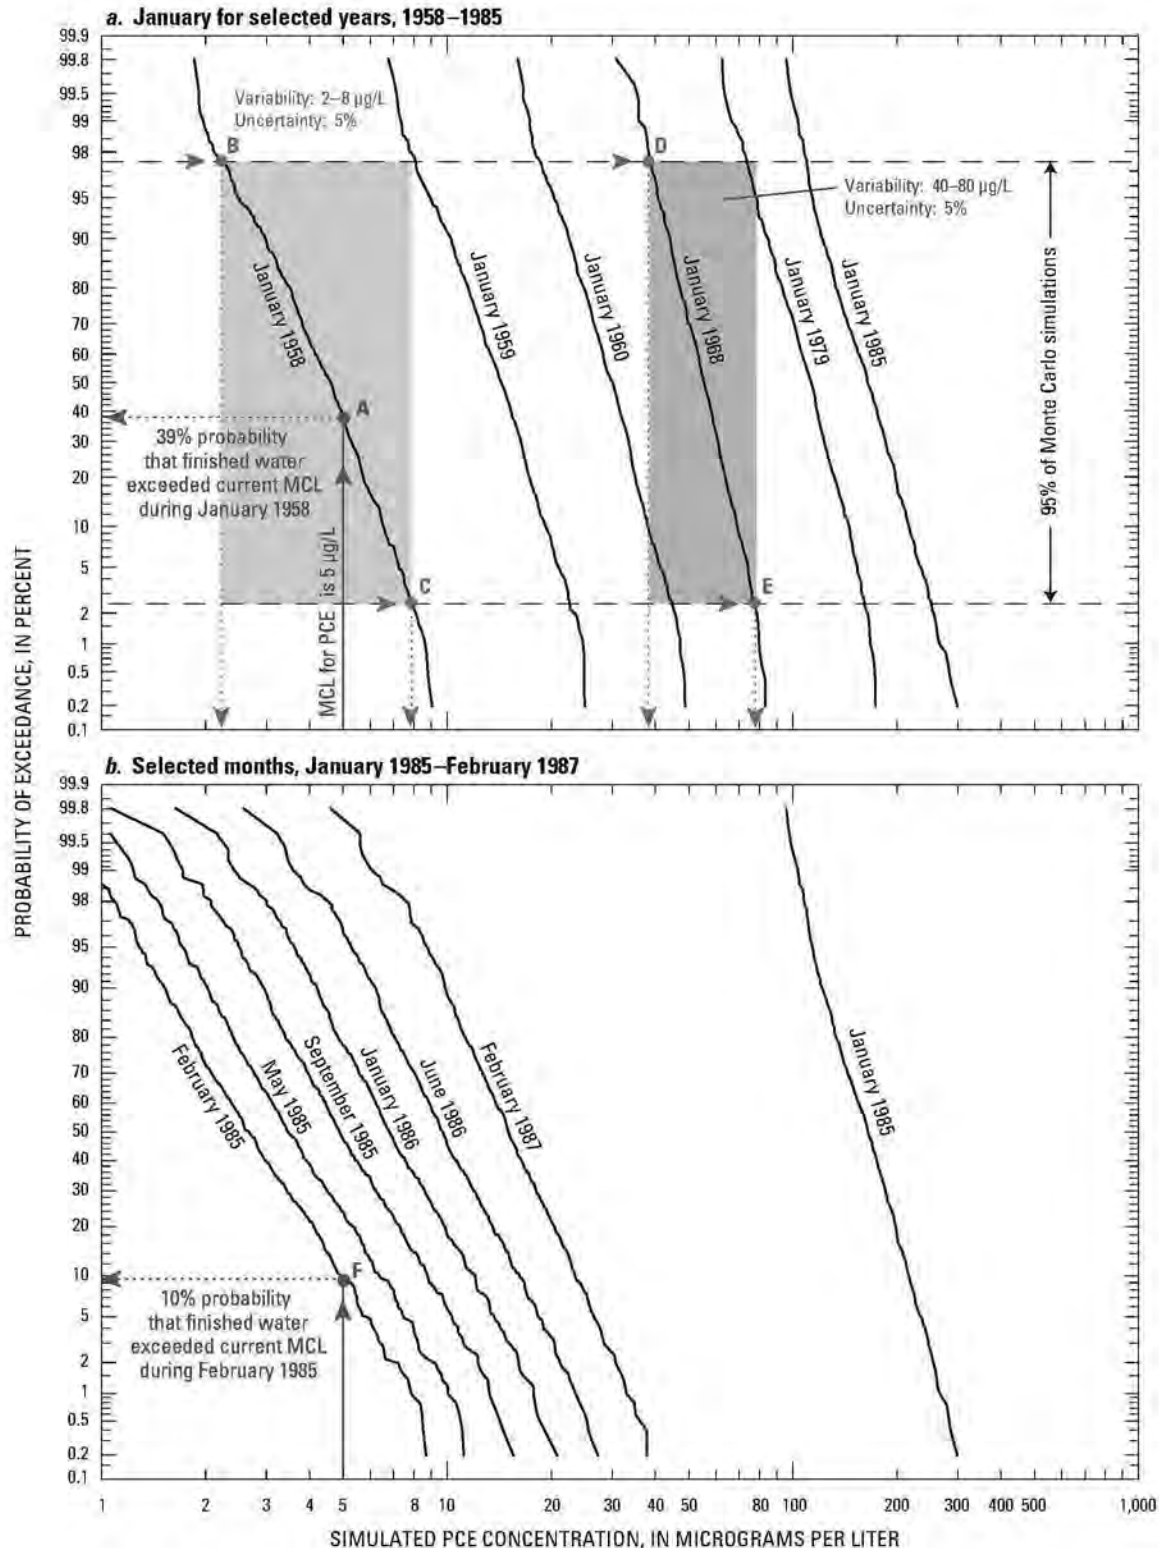 a. January for selected years, 1958–1985
99.9
99.8
99.5
99
98
95
90
80
70
60
50
40
30
20
10
5
2
1
0.5
0.2
0.1
Variability: 2–8 µg/L
Uncertainty: 5%
B
D
Variability: 40–80 µg/L
Uncertainty: 5%
January 1958
January 1959
January 1960
January 1968
January 1979
January 1985
95% of Monte Carlo simulations
A
39% probability
that finished water
exceeded current MCL
during January 1958
MCL for PCE is 5 µg/L
C
E
PROBABILITY OF EXCEEDANCE, IN PERCENT
b. Selected months, January 1985–February 1987
99.9
99.8
99.5
99
98
95
90
80
70
60
50
40
30
20
10
5
2
1
0.5
0.2
0.1
February 1985
May 1985
September 1985
January 1986
June 1986
February 1987
January 1985
F
10% probability
that finished water
exceeded current MCL
during February 1985
1 2 3 4 5 8 10 20 30 40 50 80 100 200 300 400 500 1,000
SIMULATED PCE CONCENTRATION, IN MICROGRAMS PER LITER